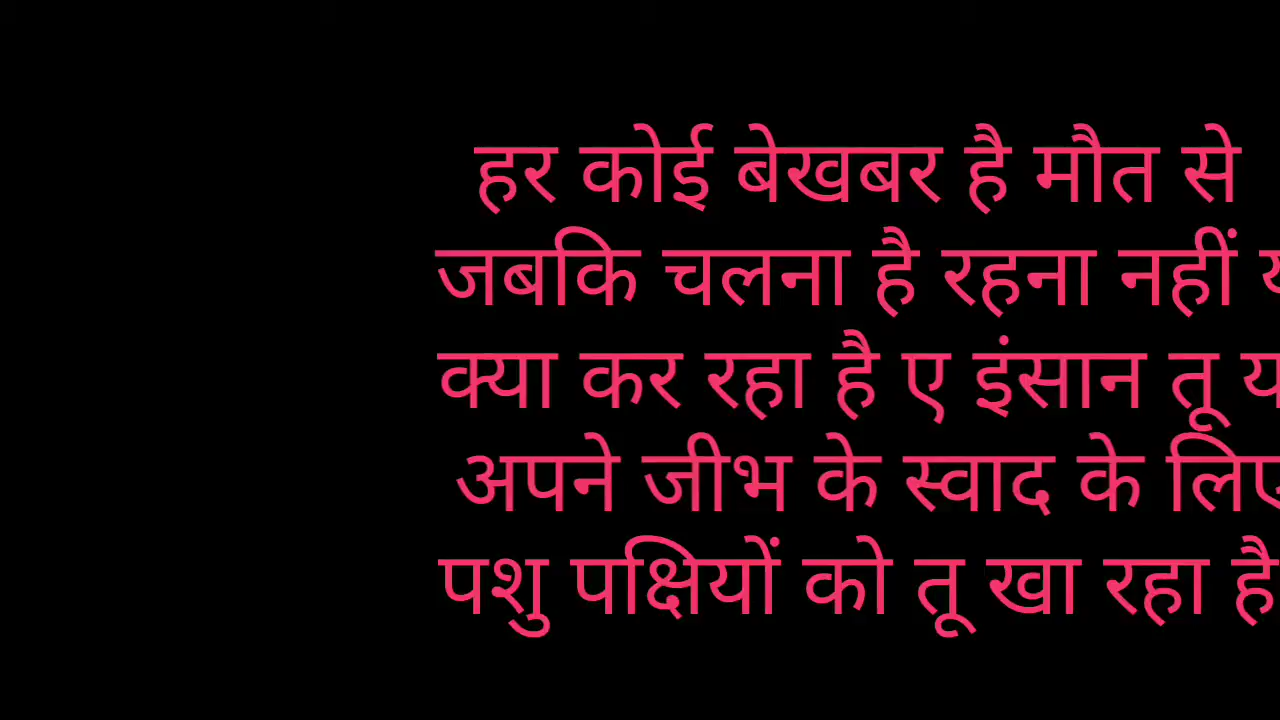 हर कोई बेखबर है मौत से
जबकि चलना है रहना नहीं
क्या कर रहा है ए इंसान तू
अपने जीभ के स्वाद के लिए
पशु पक्षियों को तू खा रहा है